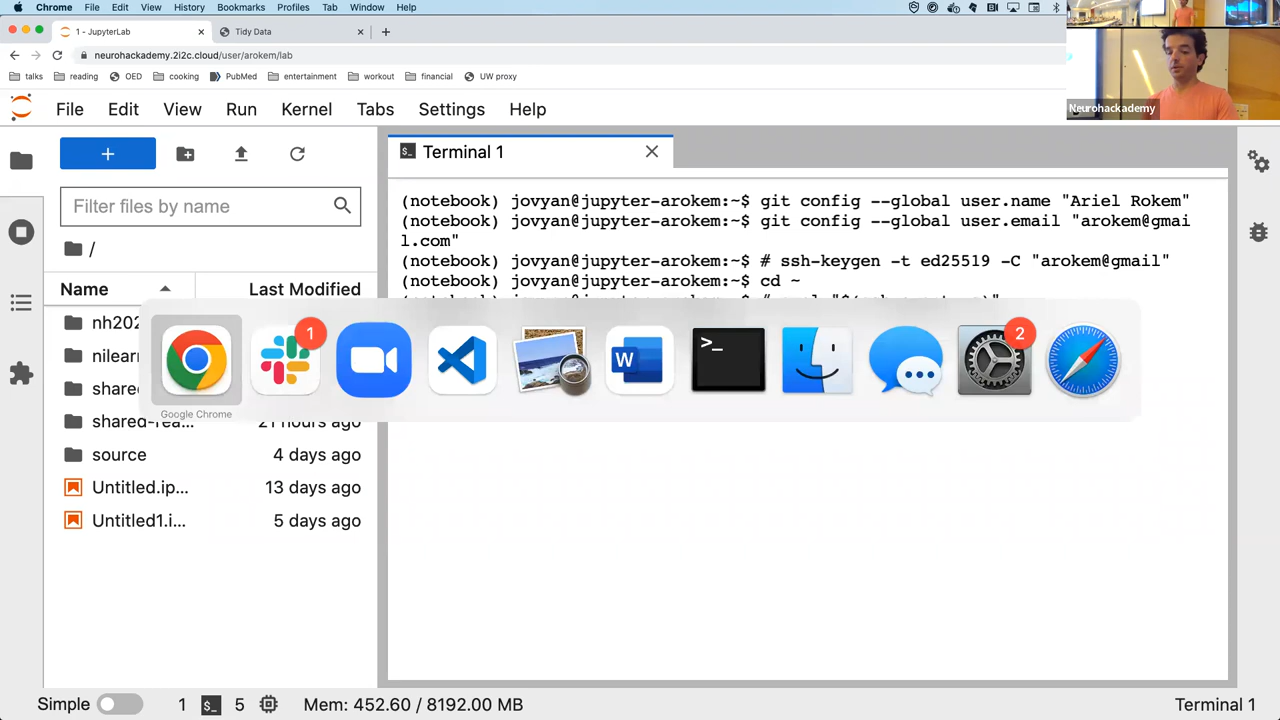 Chrome File Edit View History Bookmarks Profiles Tab Window Help
1 - JupyterLab
Tidy Data
neurohackademy.2i2c.cloud/user/arokem/lab
talks reading OED cooking PubMed entertainment workout financial UW proxy
Neurohackademy
File Edit View Run Kernel Tabs Settings Help
Terminal 1
Filter files by name
/
Name Last Modified
(notebook) jovyan@jupyter-arokem:~$ git config --global user.name "Ariel Rokem"
(notebook) jovyan@jupyter-arokem:~$ git config --global user.email "arokem@gmai
l.com"
(notebook) jovyan@jupyter-arokem:~$ # ssh-keygen -t ed25519 -C "arokem@gmail"
(notebook) jovyan@jupyter-arokem:~$ cd ~
nh202
nilearn
shared
shared-rea... 21 hours ago
source 4 days ago
Untitled.ip... 13 days ago
Untitled1.i... 5 days ago
1
W
>_
2
Google Chrome
Simple 1 5 Mem: 452.60 / 8192.00 MB Terminal 1